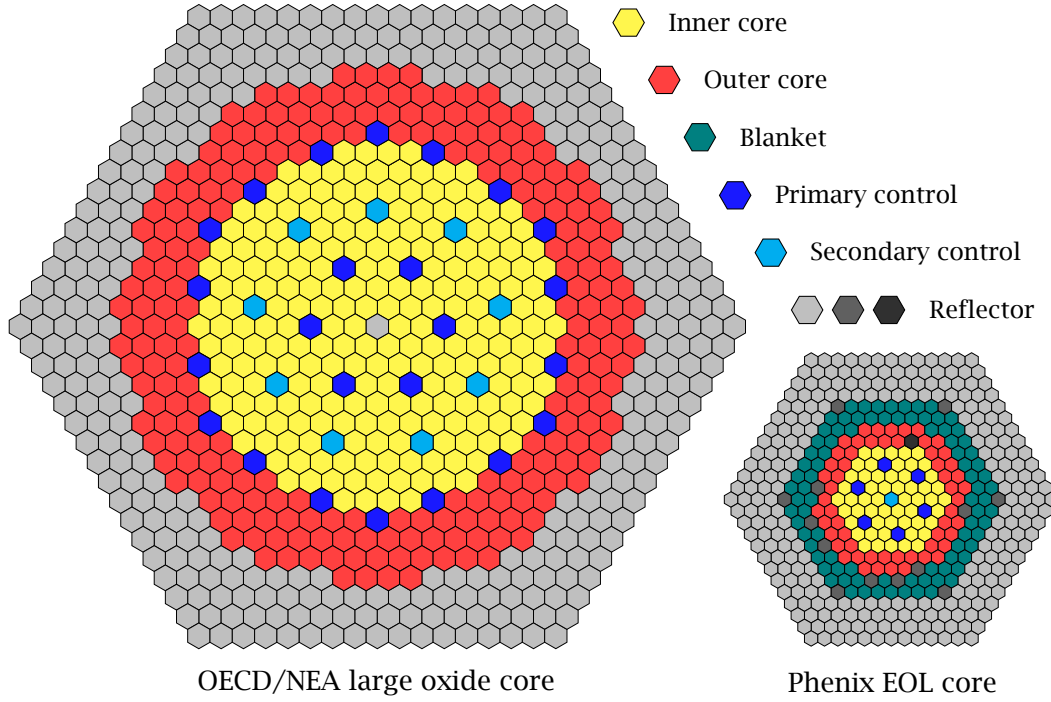 Inner core
Outer core
Blanket
Primary control
Secondary control
Reflector
OECD/NEA large oxide core
Phenix EOL core